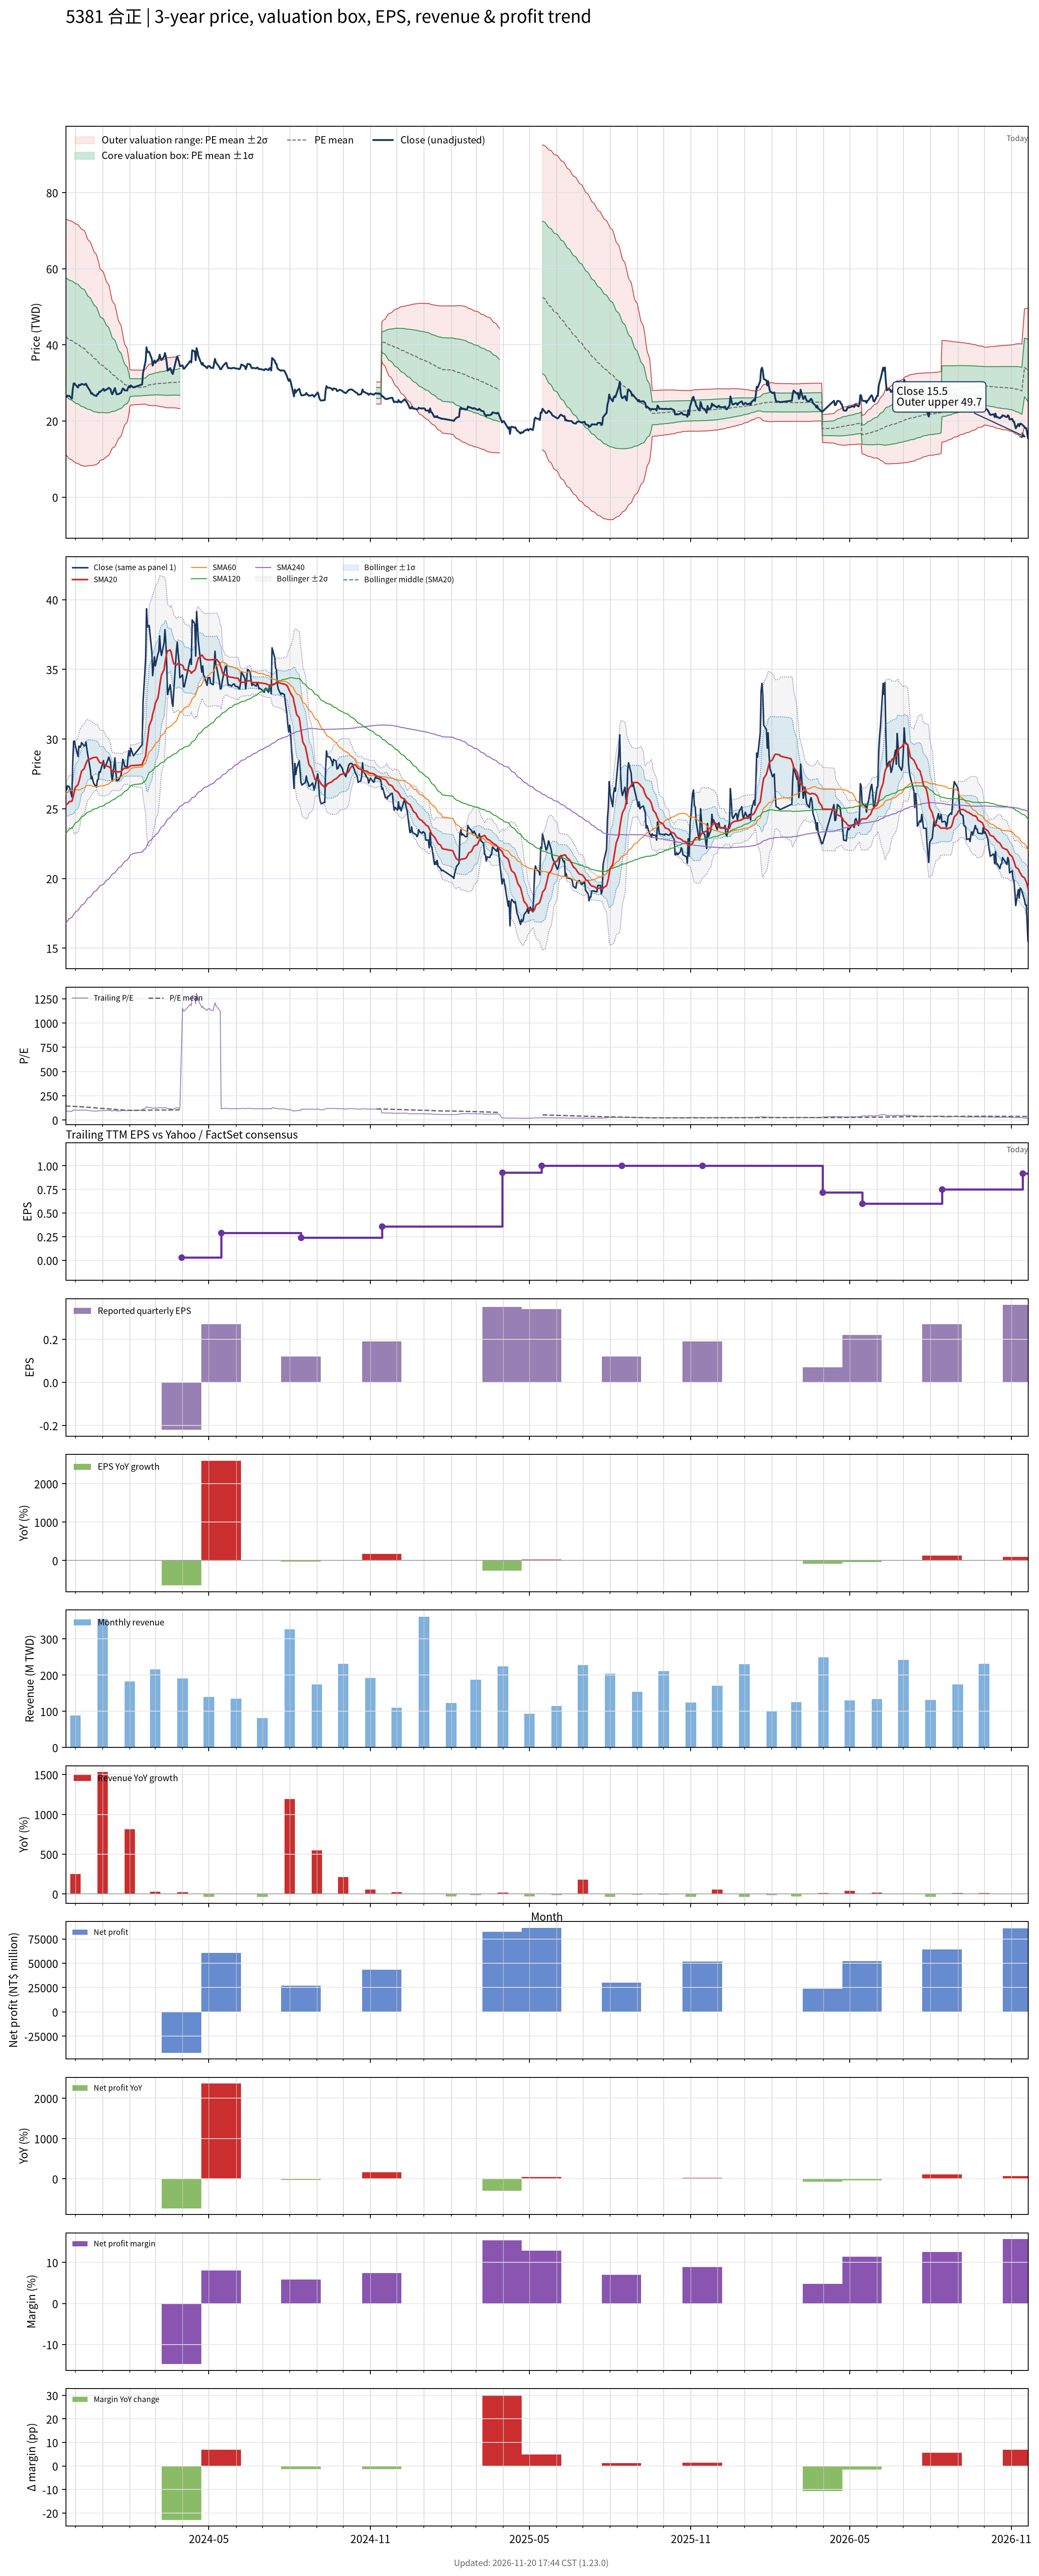 5381 合正 | 3-year price, valuation box, EPS, revenue & profit trend
Outer valuation range: PE mean ±2σ
Core valuation box: PE mean ±1σ
PE mean
Close (unadjusted)
Today
Price (TWD)
80
60
40
20
0
Close 15.5
Outer upper 49.7
Close (same as panel 1)
SMA20
SMA60
SMA120
SMA240
Bollinger ±2σ
Bollinger ±1σ
Bollinger middle (SMA20)
Price
40
35
30
25
20
15
Trailing P/E
P/E mean
P/E
1250
1000
750
500
250
0
Trailing TTM EPS vs Yahoo / FactSet consensus
Today
EPS
1.00
0.75
0.50
0.25
0.00
Reported quarterly EPS
EPS
0.2
0.0
-0.2
EPS YoY growth
YoY (%)
2000
1000
0
Monthly revenue
Revenue (M TWD)
300
200
100
0
Revenue YoY growth
YoY (%)
1500
1000
500
0
Month
Net profit
Net profit (NT$ million)
75000
50000
25000
0
-25000
Net profit YoY
YoY (%)
2000
1000
0
Net profit margin
Margin (%)
10
0
-10
Margin YoY change
Δ margin (pp)
30
20
10
0
-10
-20
2024-05
2024-11
2025-05
2025-11
2026-05
2026-11
Updated: 2026-11-20 17:44 CST (1.23.0)